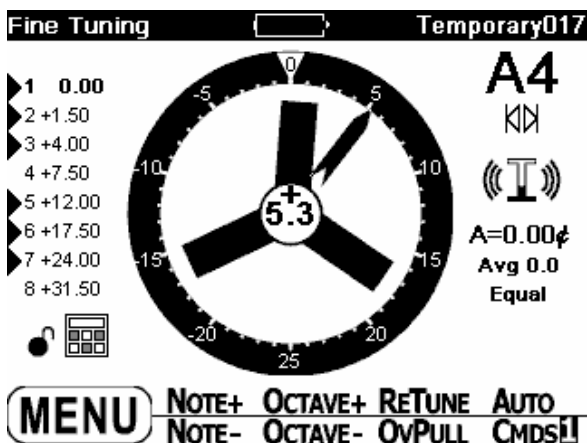 Fine Tuning Temporary017
1 0.00
2 +1.50
3 +4.00
4 +7.50
5 +12.00
6 +17.50
7 +24.00
8 +31.50
0
-5 5
-10 10
-15 15
-20 20
25
+
5.3
A4
A=0.00¢
Avg 0.0
Equal
MENU
NOTE+ OCTAVE+ RETUNE AUTO
NOTE- OCTAVE- OVPULL CMDS!!